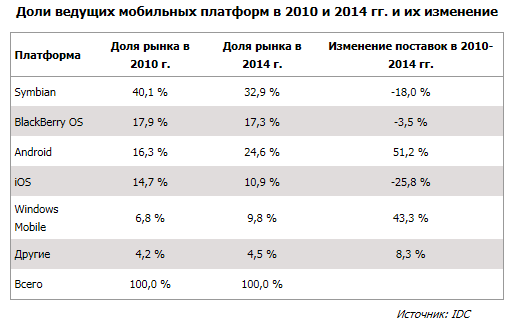 Доли ведущих мобильных платформ в 2010 и 2014 гг. и их изменение
Платформа Доля рынка в 2010 г. Доля рынка в 2014 г. Изменение поставок в 2010-2014 гг.
Symbian 40,1 % 32,9 % -18,0 %
BlackBerry OS 17,9 % 17,3 % -3,5 %
Android 16,3 % 24,6 % 51,2 %
iOS 14,7 % 10,9 % -25,8 %
Windows Mobile 6,8 % 9,8 % 43,3 %
Другие 4,2 % 4,5 % 8,3 %
Всего 100,0 % 100,0 %
Источник: IDC